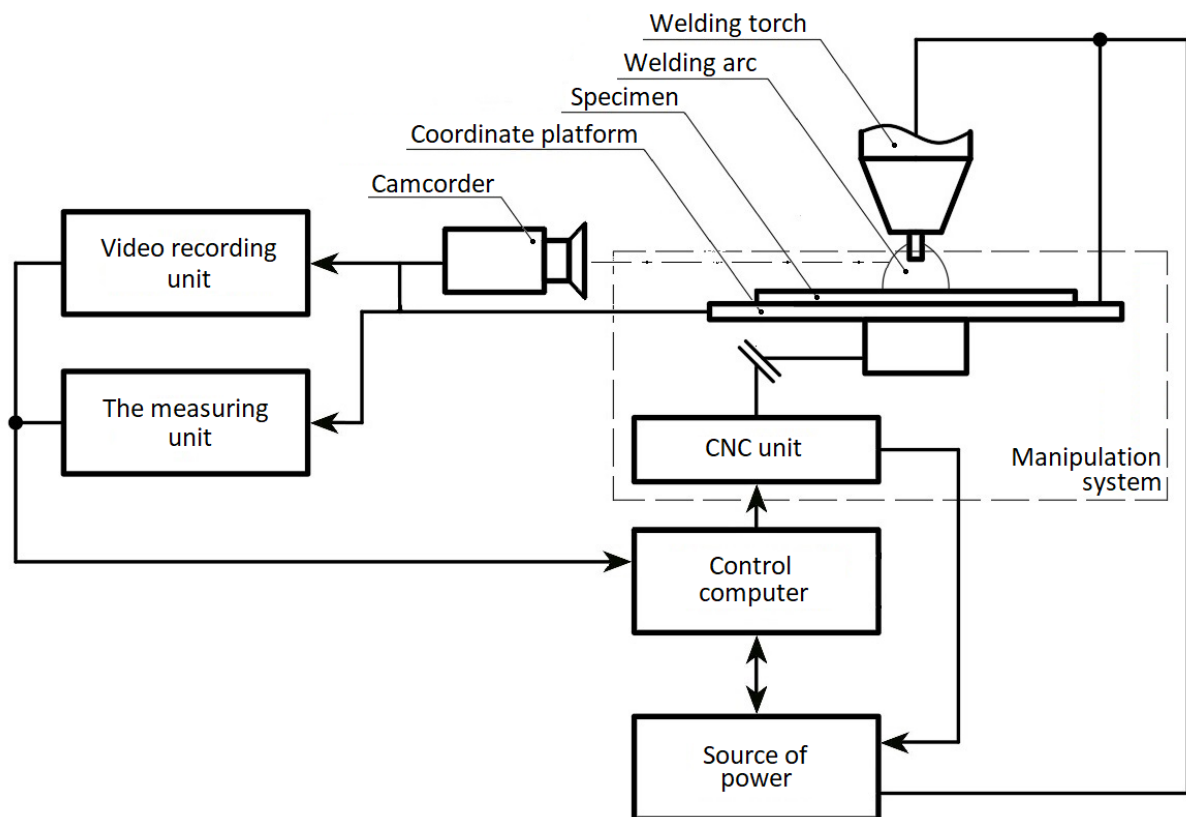 Welding torch
Welding arc
Specimen
Coordinate platform
Camcorder
Video recording
unit
The measuring
unit
CNC unit
Manipulation
system
Control
computer
Source of
power